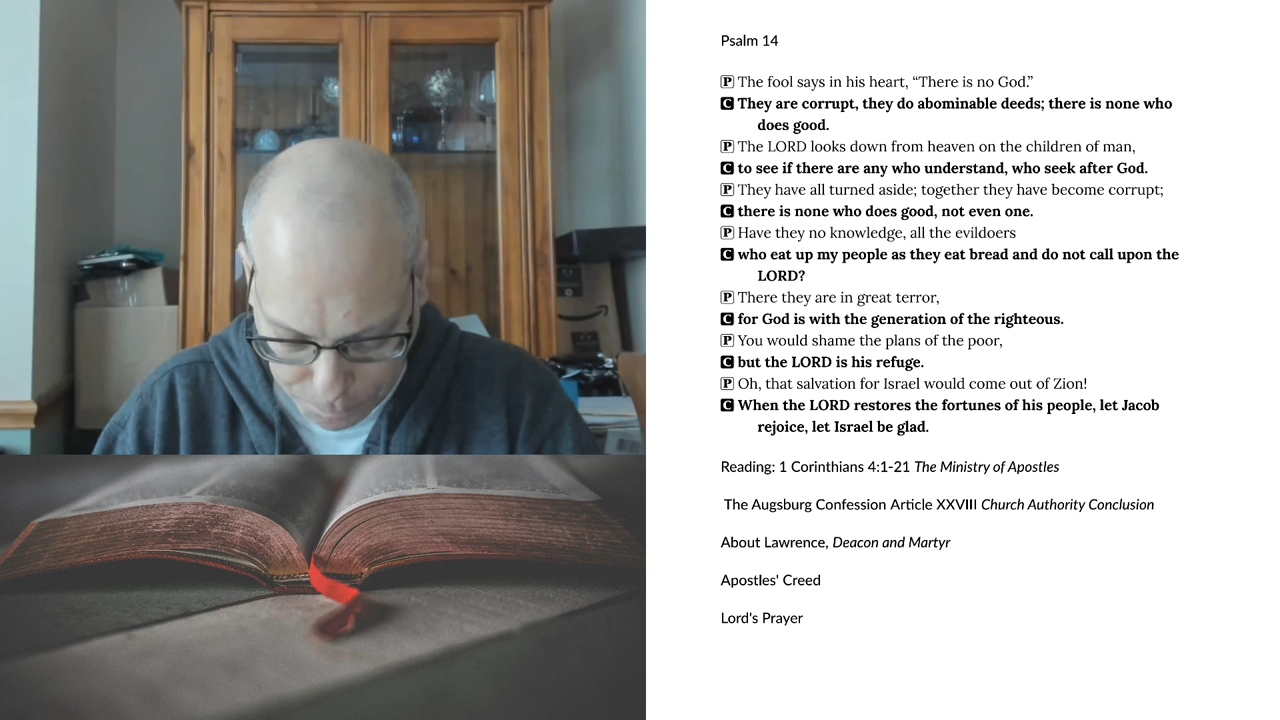 Psalm 14
P The fool says in his heart, “There is no God.”
C They are corrupt, they do abominable deeds; there is none who
does good.
P The LORD looks down from heaven on the children of man,
C to see if there are any who understand, who seek after God.
P They have all turned aside; together they have become corrupt;
C there is none who does good, not even one.
P Have they no knowledge, all the evildoers
C who eat up my people as they eat bread and do not call upon the
LORD?
P There they are in great terror,
C for God is with the generation of the righteous.
P You would shame the plans of the poor,
C but the LORD is his refuge.
P Oh, that salvation for Israel would come out of Zion!
C When the LORD restores the fortunes of his people, let Jacob
rejoice, let Israel be glad.
Reading: 1 Corinthians 4:1-21 The Ministry of Apostles
The Augsburg Confession Article XXVIII Church Authority Conclusion
About Lawrence, Deacon and Martyr
Apostles' Creed
Lord's Prayer